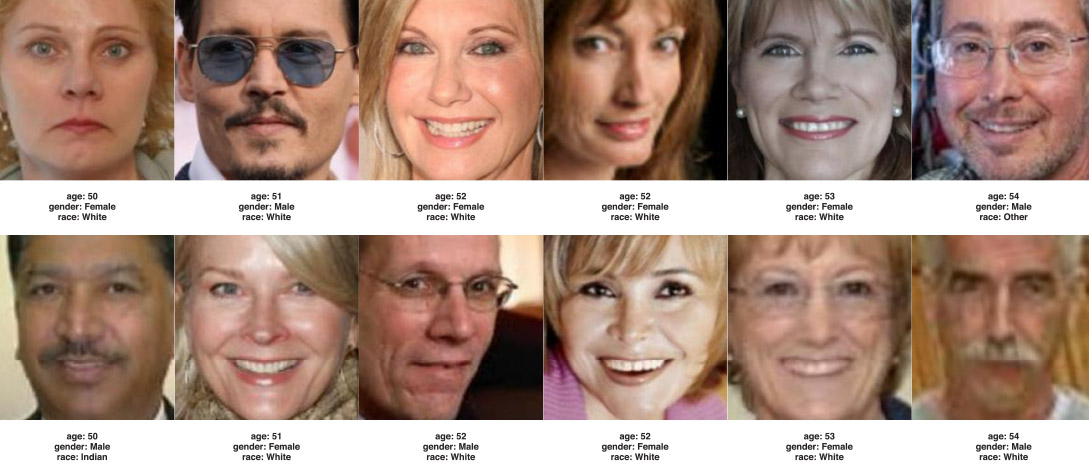 age: 50
gender: Female
race: White
age: 51
gender: Male
race: White
age: 52
gender: Female
race: White
age: 52
gender: Female
race: White
age: 53
gender: Female
race: White
age: 54
gender: Male
race: Other
age: 50
gender: Male
race: Indian
age: 51
gender: Female
race: White
age: 52
gender: Male
race: White
age: 52
gender: Female
race: White
age: 53
gender: Female
race: White
age: 54
gender: Male
race: White